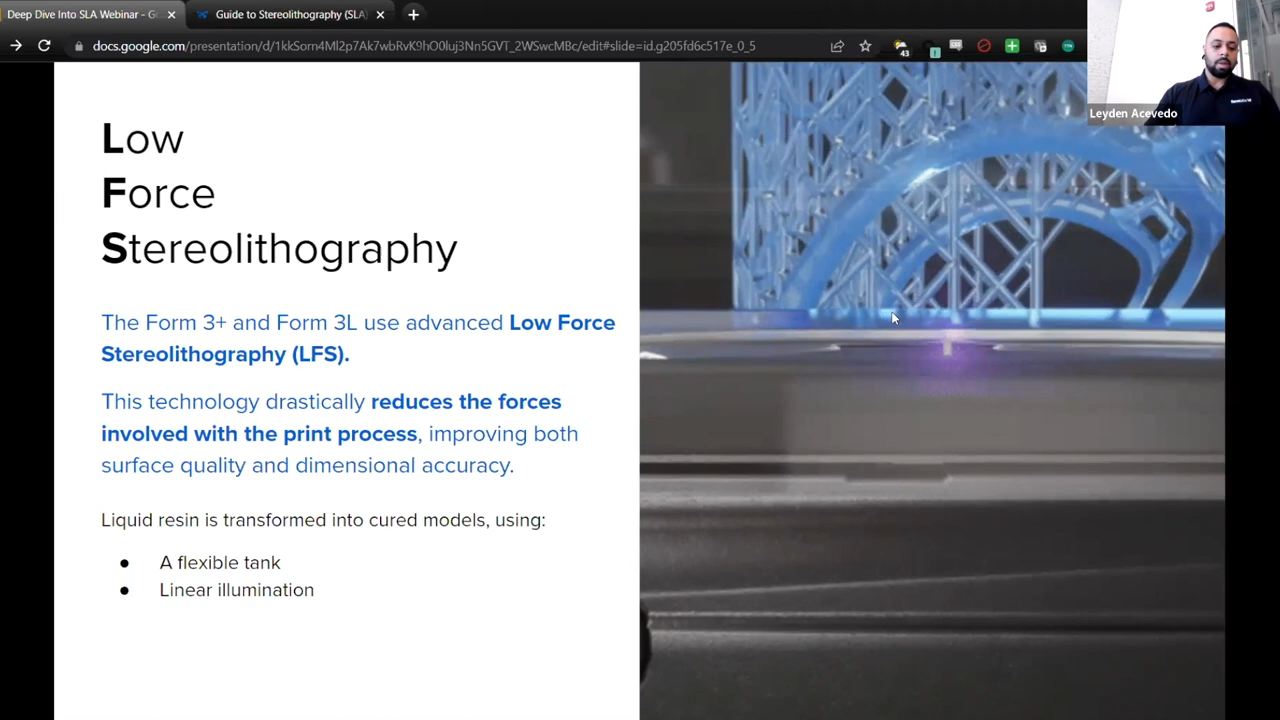 Deep Dive Into SLA Webinar - G
Guide to Stereolithography (SLA)
docs.google.com/presentation/d/1kkSom4Ml2p7Ak7wbRvK9hO0luj3Nn5GVT_2WSwcMBc/edit#slide=id.g205fd6c517e_0_5
43
Leyden Acevedo
Low
Force
Stereolithography
The Form 3+ and Form 3L use advanced Low Force
Stereolithography (LFS).
This technology drastically reduces the forces
involved with the print process, improving both
surface quality and dimensional accuracy.
Liquid resin is transformed into cured models, using:
● A flexible tank
● Linear illumination